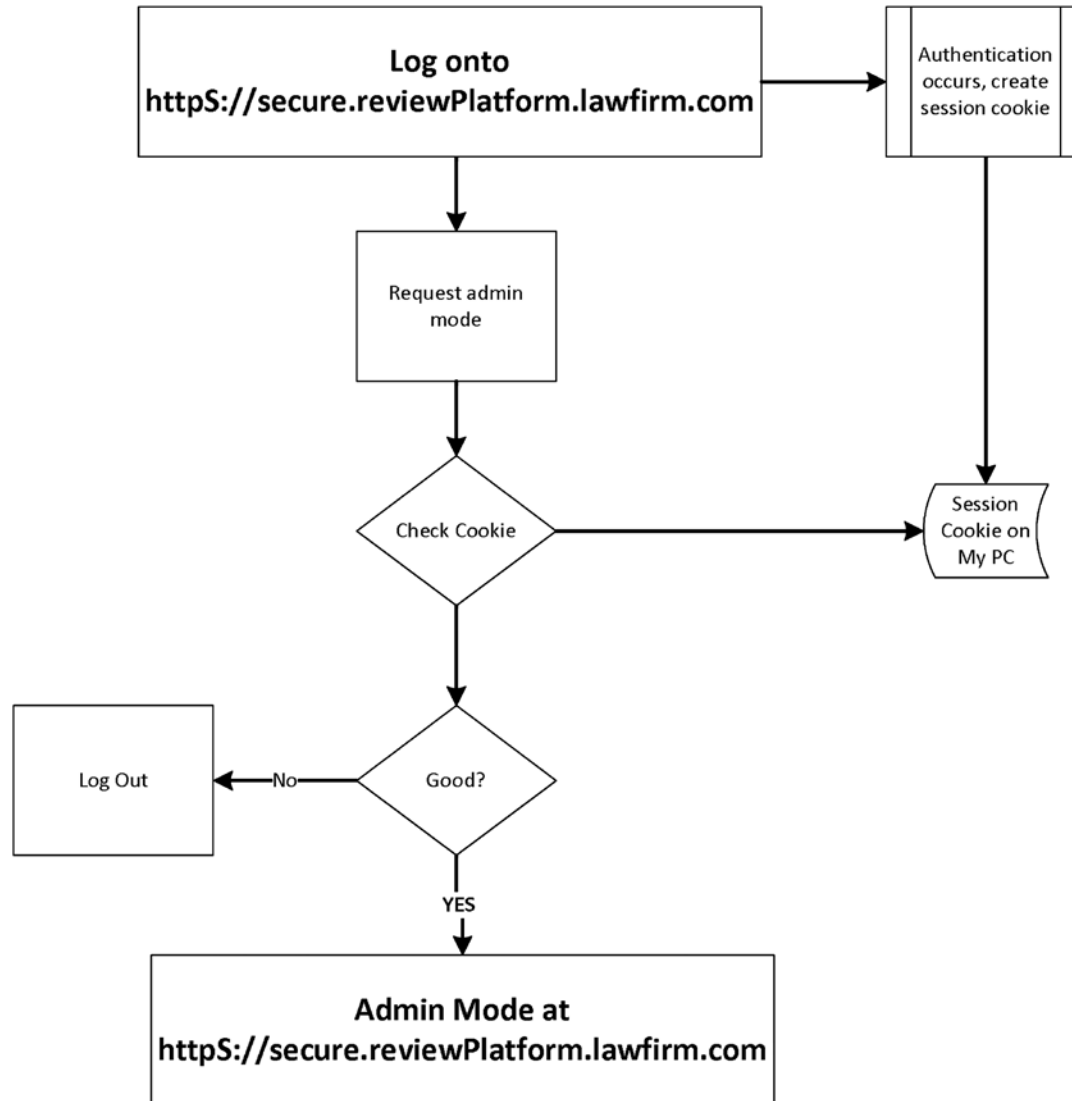 Log onto
httpS://secure.reviewPlatform.lawfirm.com
Authentication
occurs, create
session cookie
Request admin
mode
Check Cookie
Session
Cookie on
My PC
Log Out
No
Good?
YES
Admin Mode at
httpS://secure.reviewPlatform.lawfirm.com